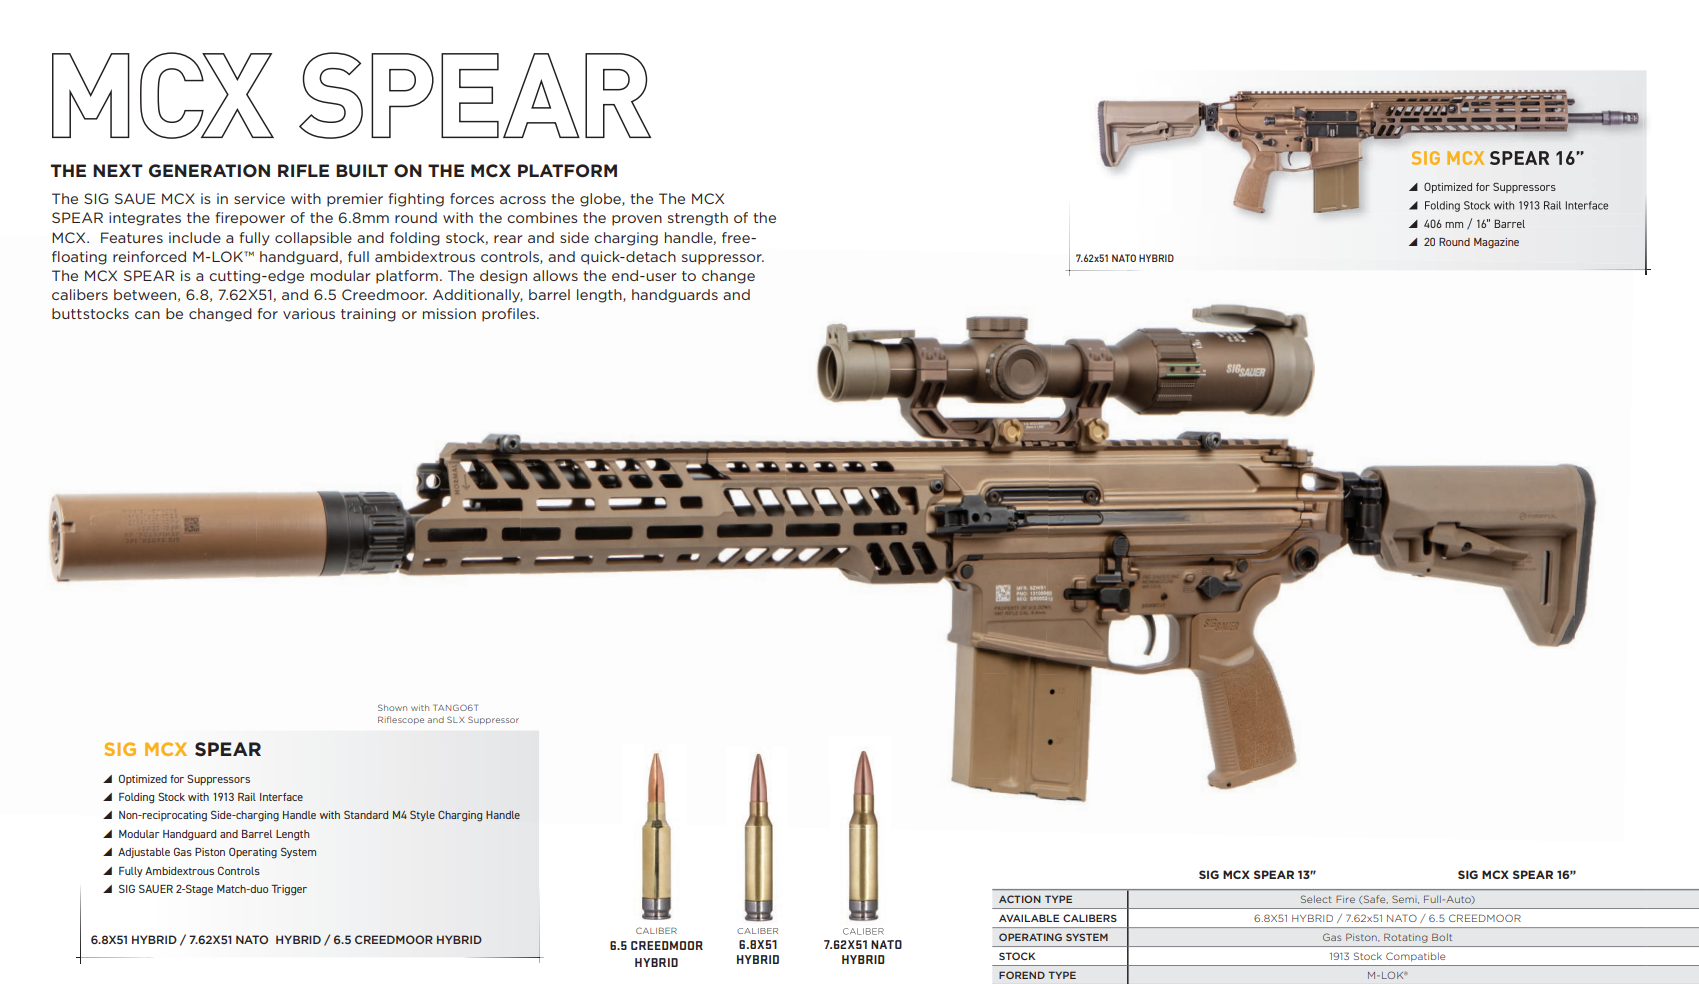 MCX SPEAR
THE NEXT GENERATION RIFLE BUILT ON THE MCX PLATFORM
The SIG SAUE MCX is in service with premier fighting forces across the globe, the The MCX
SPEAR integrates the firepower of the 6.8mm round with the combines the proven strength of the
MCX. Features include a fully collapsible and folding stock, rear and side charging handle, free-
floating reinforced M-LOK™ handguard, full ambidextrous controls, and quick-detach suppressor.
The MCX SPEAR is a cutting-edge modular platform. The design allows the end-user to change
calibers between, 6.8, 7.62X51, and 6.5 Creedmoor. Additionally, barrel length, handguards and
buttstocks can be changed for various training or mission profiles.
SIG MCX SPEAR 16”
Optimized for Suppressors
Folding Stock with 1913 Rail Interface
406 mm / 16" Barrel
20 Round Magazine
7.62x51 NATO HYBRID
SIG SAUER
NORMAL
SIG SAUER
Shown with TANGO6T
Riflescope and SLX Suppressor
SIG MCX SPEAR
Optimized for Suppressors
Folding Stock with 1913 Rail Interface
Non-reciprocating Side-charging Handle with Standard M4 Style Charging Handle
Modular Handguard and Barrel Length
Adjustable Gas Piston Operating System
Fully Ambidextrous Controls
SIG SAUER 2-Stage Match-duo Trigger
6.8X51 HYBRID / 7.62X51 NATO HYBRID / 6.5 CREEDMOOR HYBRID
CALIBER
6.5 CREEDMOOR
HYBRID
CALIBER
6.8X51
HYBRID
CALIBER
7.62X51 NATO
HYBRID
SIG MCX SPEAR 13" SIG MCX SPEAR 16”
ACTION TYPE Select Fire (Safe, Semi, Full-Auto)
AVAILABLE CALIBERS 6.8X51 HYBRID / 7.62x51 NATO / 6.5 CREEDMOOR
OPERATING SYSTEM Gas Piston, Rotating Bolt
STOCK 1913 Stock Compatible
FOREND TYPE M-LOK®